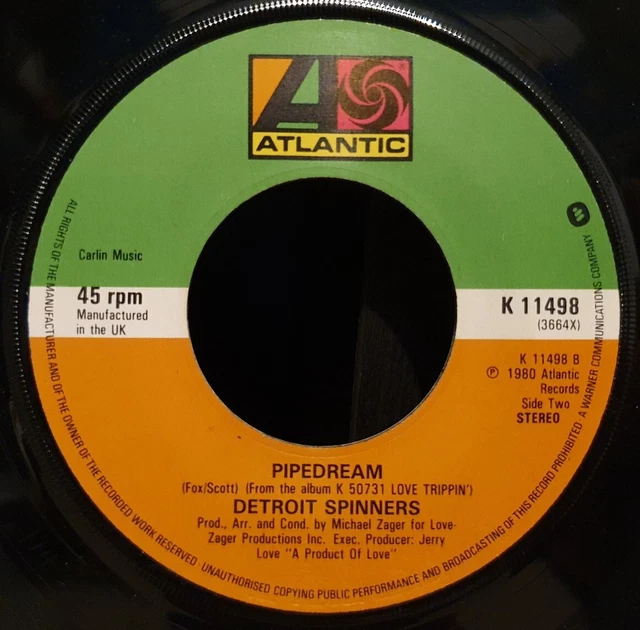 ATLANTIC
Carlin Music
45 rpm
Manufactured
in the UK
K 11498
(3664X)
K 11498 B
℗ 1980 Atlantic
Records
Side Two
STEREO
PIPEDREAM
(Fox/Scott) (From the album K 50731 LOVE TRIPPIN')
DETROIT SPINNERS
Prod., Arr. and Cond. by Michael Zager for Love-
Zager Productions Inc. Exec. Producer: Jerry
Love "A Product Of Love"
ALL RIGHTS OF THE MANUFACTURER AND OF THE OWNER OF THE RECORDED WORK RESERVED UNAUTHORISED COPYING PUBLIC PERFORMANCE AND BROADCASTING OF THIS RECORD PROHIBITED A WARNER COMMUNICATIONS COMPANY